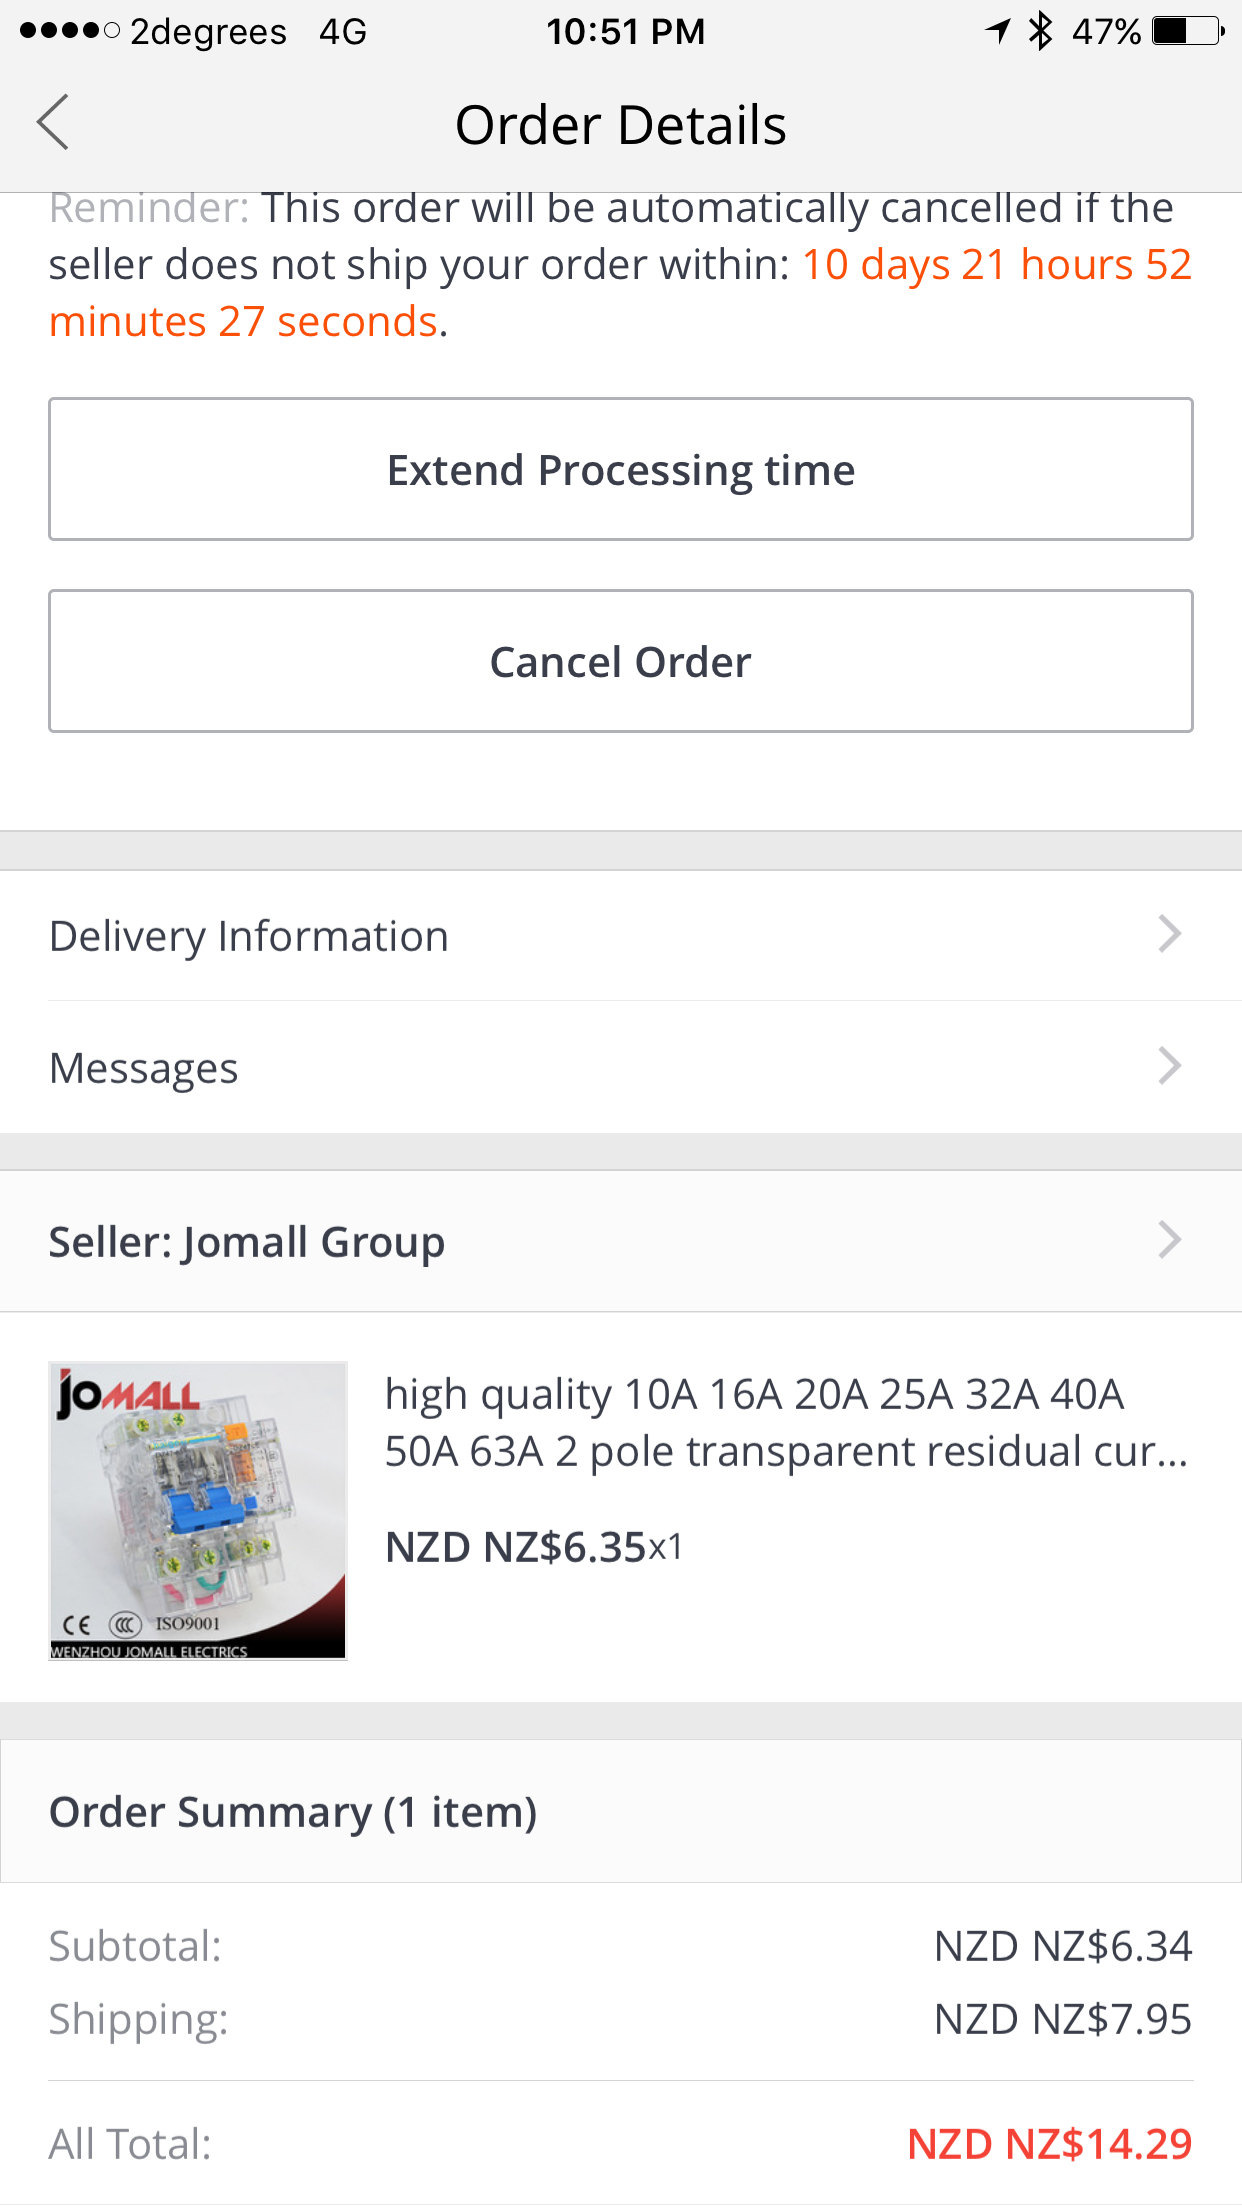 2degrees 4G 10:51 PM 47%
Order Details
Reminder: This order will be automatically cancelled if the
seller does not ship your order within: 10 days 21 hours 52
minutes 27 seconds.
Extend Processing time
Cancel Order
Delivery Information
Messages
Seller: Jomall Group
JOMALL
CE CCC ISO9001
WENZHOU JOMALL ELECTRICS
high quality 10A 16A 20A 25A 32A 40A
50A 63A 2 pole transparent residual cur...
NZD NZ$6.35x1
Order Summary (1 item)
Subtotal: NZD NZ$6.34
Shipping: NZD NZ$7.95
All Total: NZD NZ$14.29